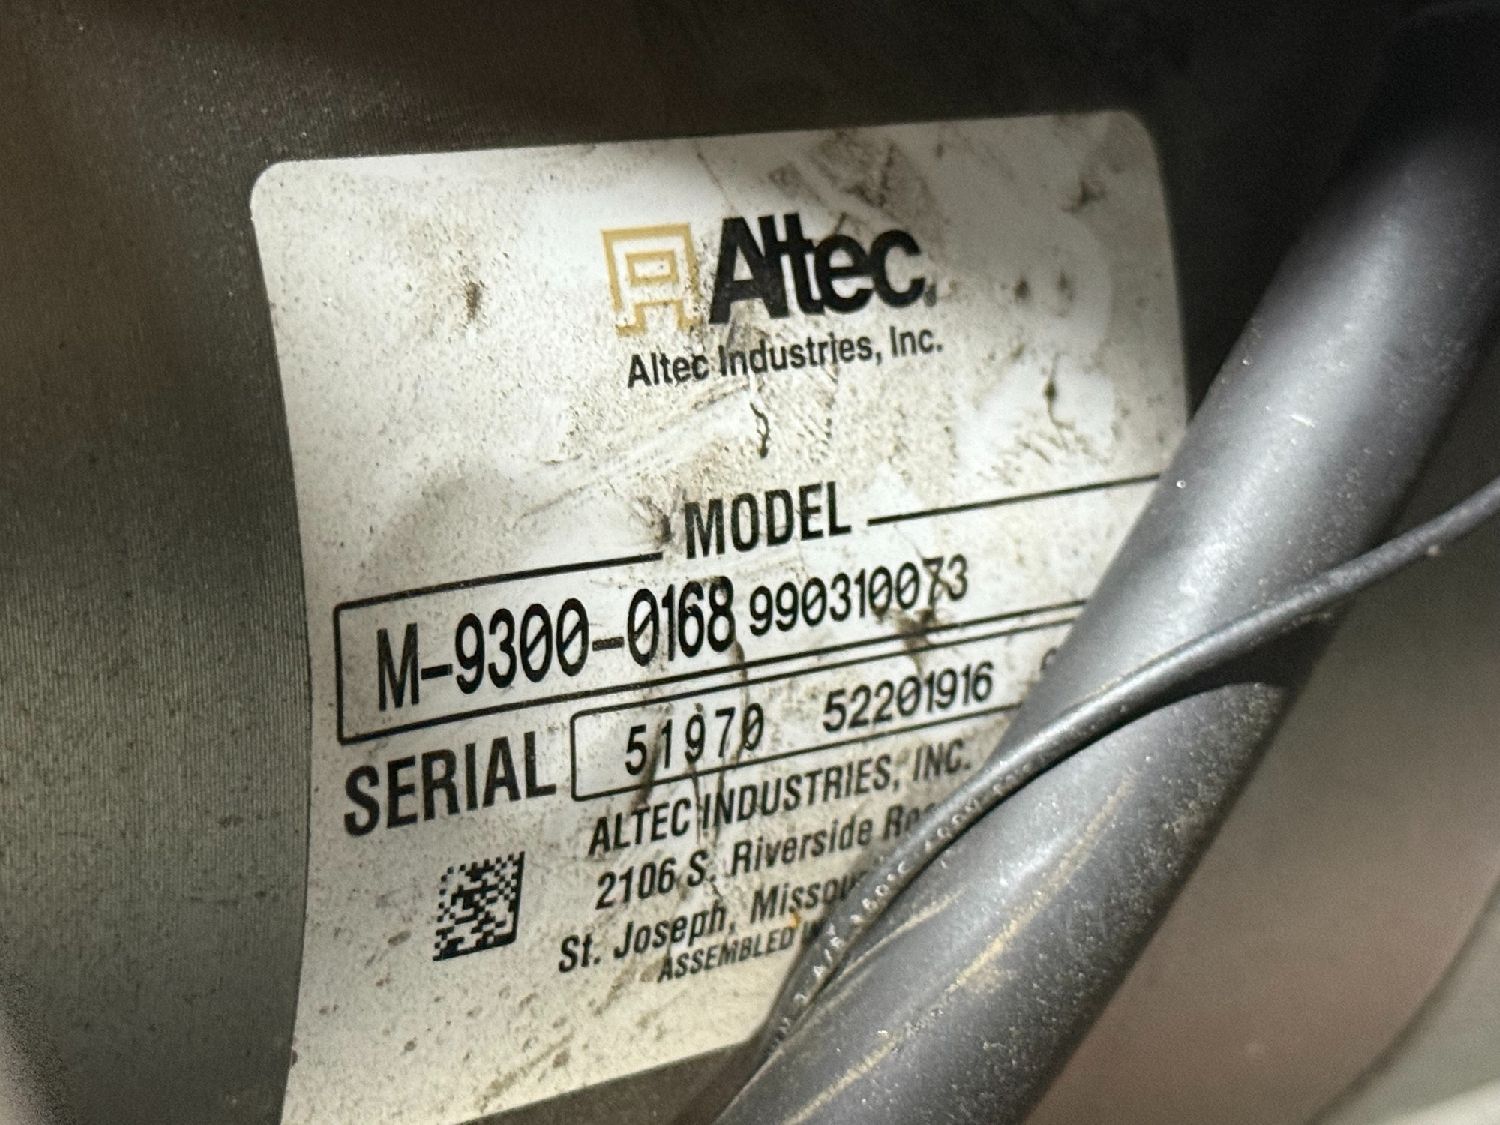 Altec
Altec Industries, Inc.
MODEL
M-9300-0168 990310073
SERIAL 51970 52201916
ALTEC INDUSTRIES, INC.
2106 S. Riverside
St. Joseph,
ASSEMBLED